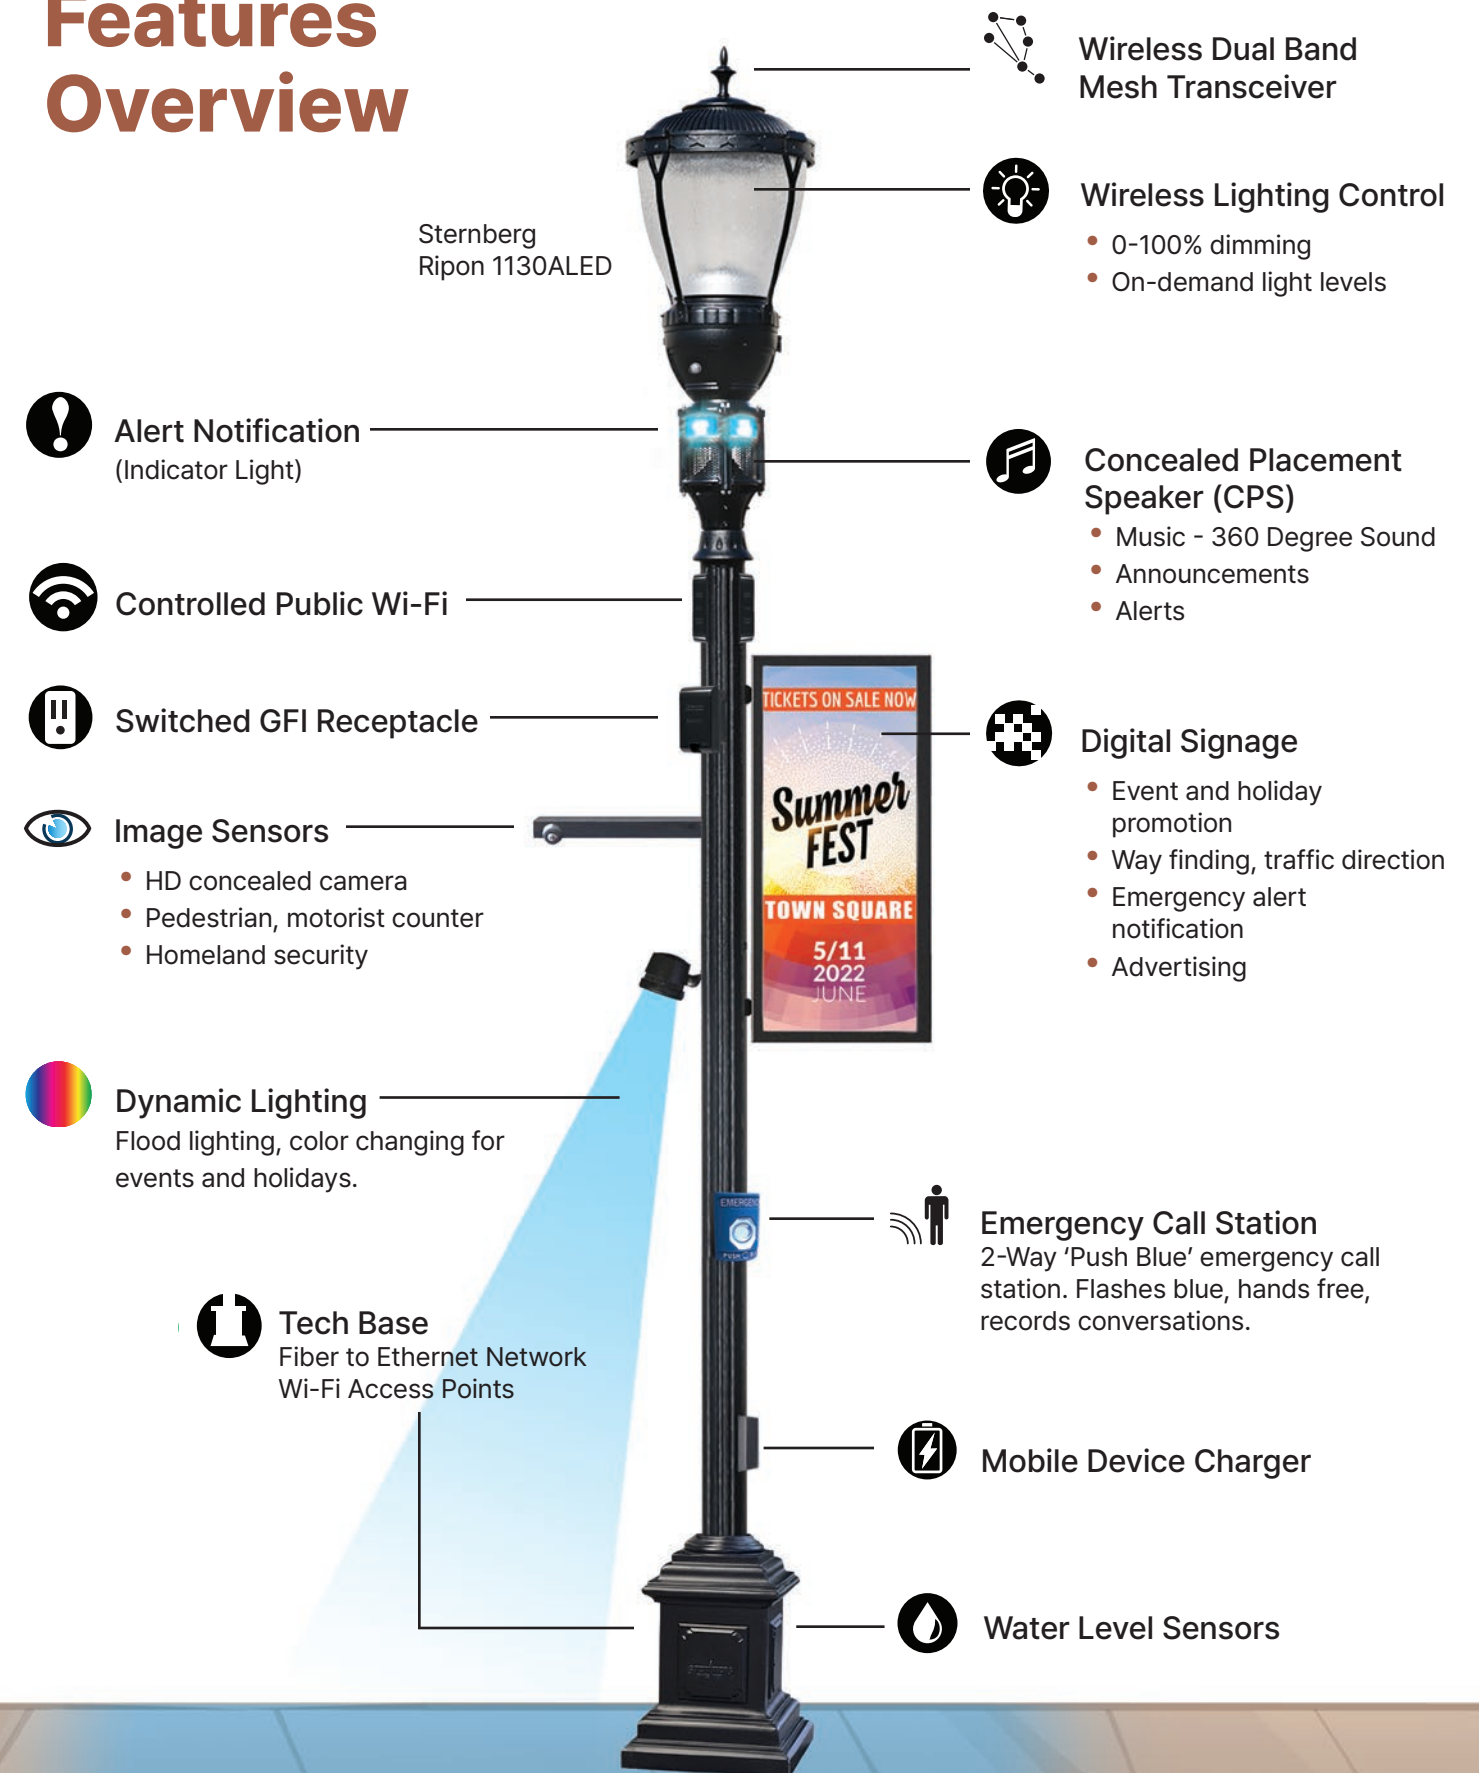 Features
Overview
Wireless Dual Band
Mesh Transceiver
Wireless Lighting Control
• 0-100% dimming
• On-demand light levels
Sternberg
Ripon 1130ALED
Alert Notification
(Indicator Light)
Concealed Placement
Speaker (CPS)
• Music - 360 Degree Sound
• Announcements
• Alerts
Controlled Public Wi-Fi
Switched GFI Receptacle
TICKETS ON SALE NOW
Summer
FEST
TOWN SQUARE
5/11
2022
JUNE
Digital Signage
• Event and holiday
promotion
• Way finding, traffic direction
• Emergency alert
notification
• Advertising
Image Sensors
• HD concealed camera
• Pedestrian, motorist counter
• Homeland security
Dynamic Lighting
Flood lighting, color changing for
events and holidays.
Emergency Call Station
2-Way ‘Push Blue’ emergency call
station. Flashes blue, hands free,
records conversations.
Tech Base
Fiber to Ethernet Network
Wi-Fi Access Points
Mobile Device Charger
Water Level Sensors